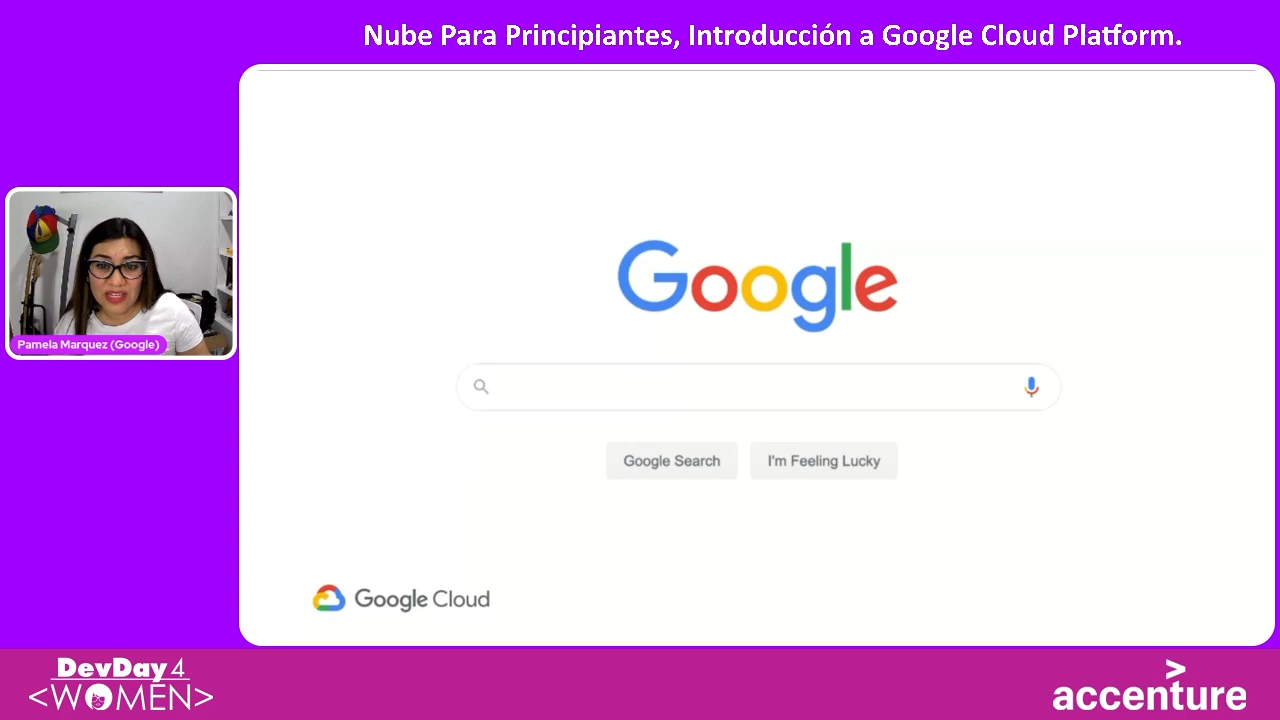 Nube Para Principiantes, Introducción a Google Cloud Platform.
Google
Pamela Marquez (Google)
Google Search
I'm Feeling Lucky
Google Cloud
DevDay4
<WOMEN>
accenture